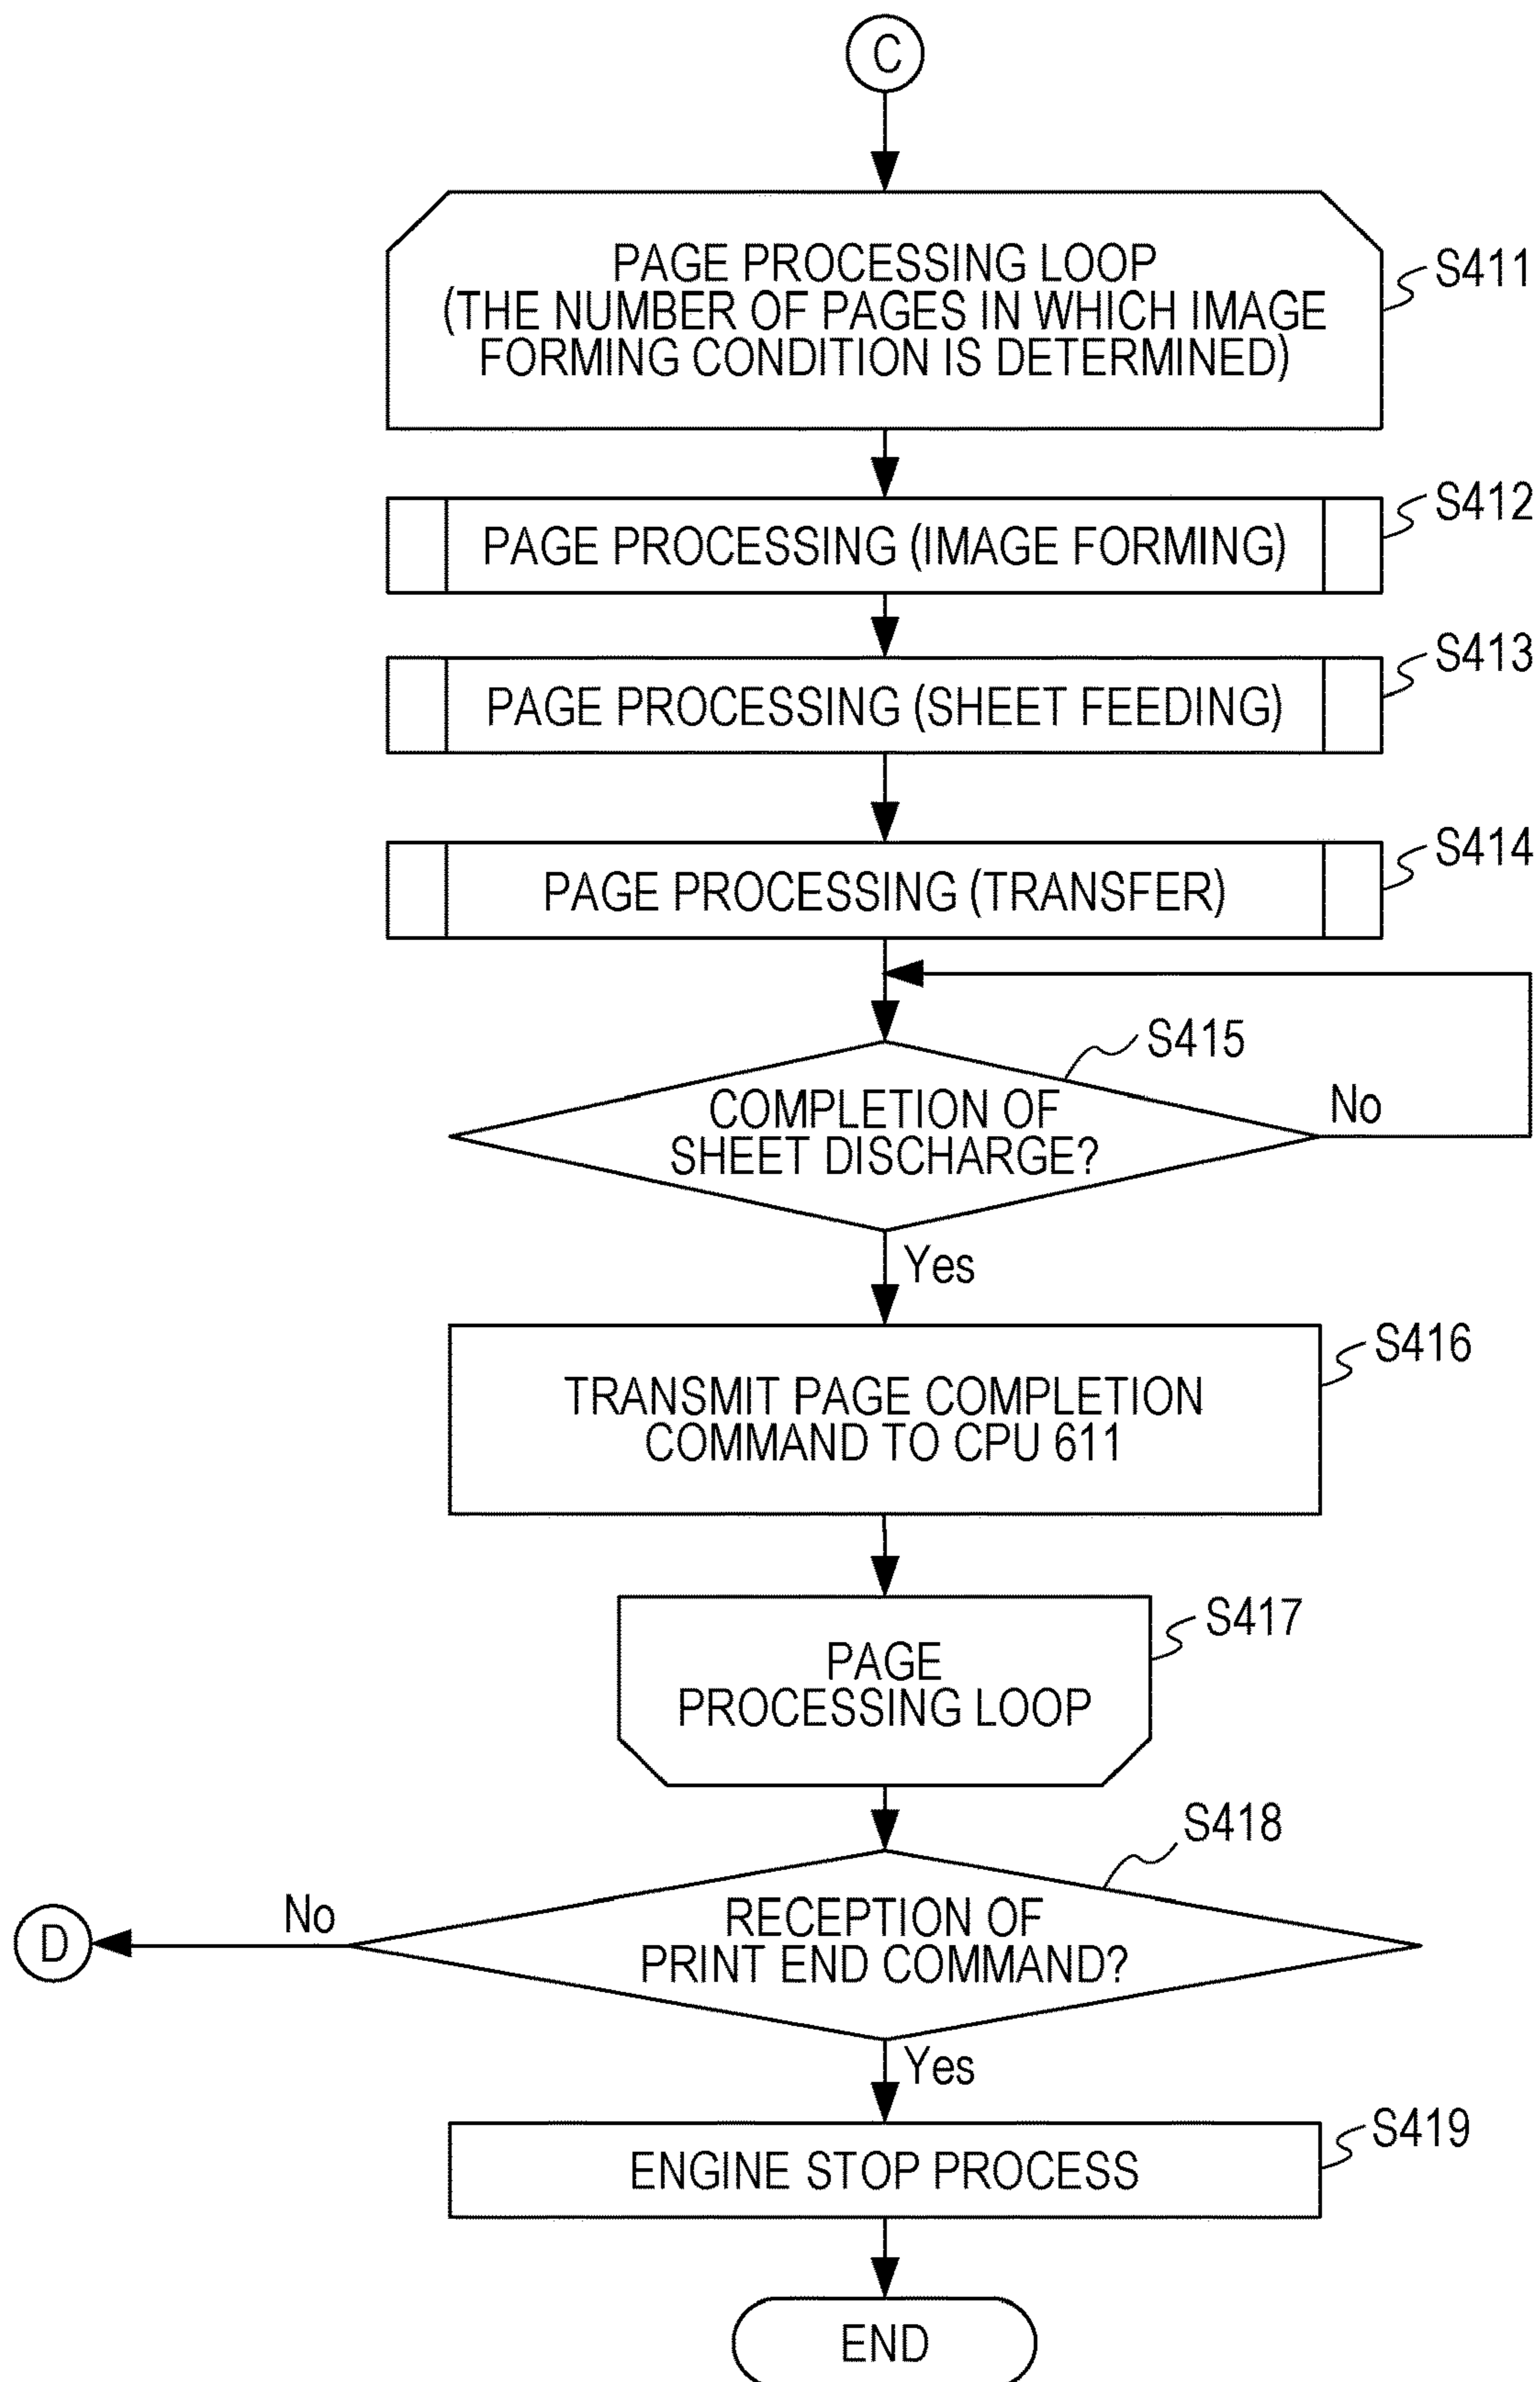 C
PAGE PROCESSING LOOP
(THE NUMBER OF PAGES IN WHICH IMAGE
FORMING CONDITION IS DETERMINED)
S411
S412
PAGE PROCESSING (IMAGE FORMING)
S413
PAGE PROCESSING (SHEET FEEDING)
S414
PAGE PROCESSING (TRANSFER)
S415
COMPLETION OF
SHEET DISCHARGE?
No
Yes
S416
TRANSMIT PAGE COMPLETION
COMMAND TO CPU 611
S417
PAGE
PROCESSING LOOP
S418
RECEPTION OF
PRINT END COMMAND?
No
D
Yes
S419
ENGINE STOP PROCESS
END